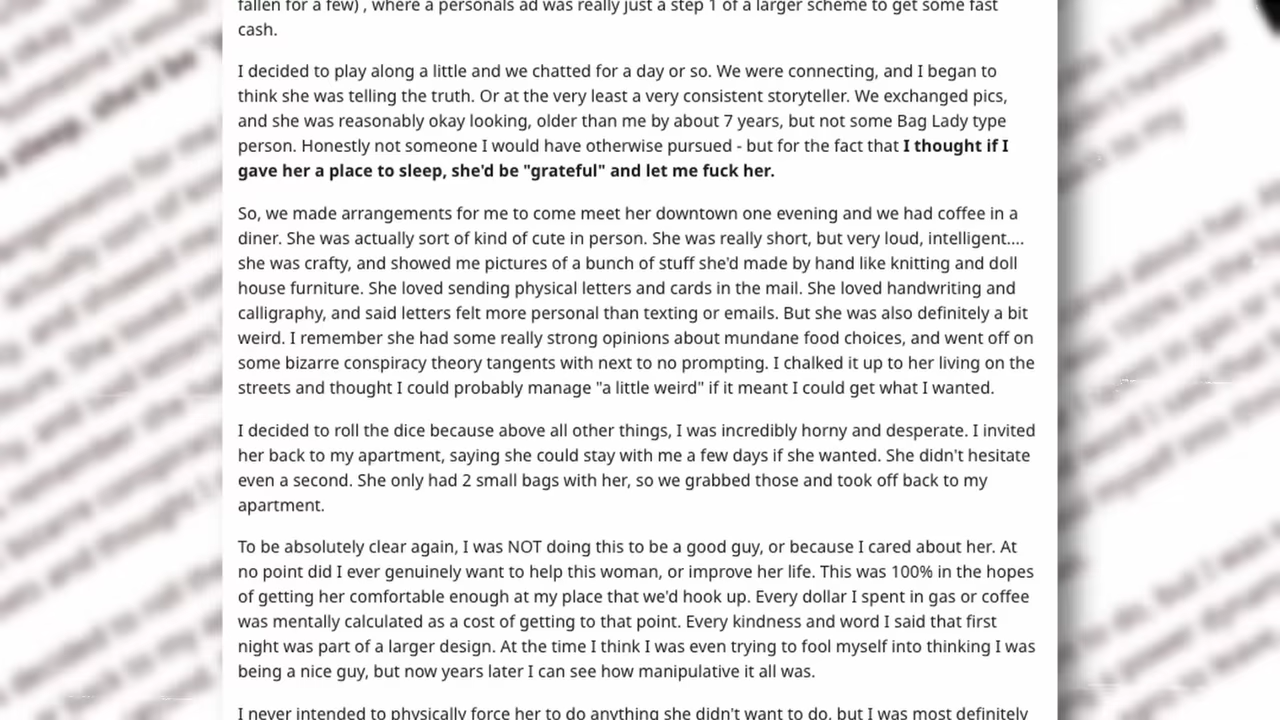 fallen for a few) , where a personals ad was really just a step 1 of a larger scheme to get some fast
cash.
I decided to play along a little and we chatted for a day or so. We were connecting, and I began to
think she was telling the truth. Or at the very least a very consistent storyteller. We exchanged pics,
and she was reasonably okay looking, older than me by about 7 years, but not some Bag Lady type
person. Honestly not someone I would have otherwise pursued - but for the fact that I thought if I
gave her a place to sleep, she'd be "grateful" and let me fuck her.
So, we made arrangements for me to come meet her downtown one evening and we had coffee in a
diner. She was actually sort of kind of cute in person. She was really short, but very loud, intelligent....
she was crafty, and showed me pictures of a bunch of stuff she'd made by hand like knitting and doll
house furniture. She loved sending physical letters and cards in the mail. She loved handwriting and
calligraphy, and said letters felt more personal than texting or emails. But she was also definitely a bit
weird. I remember she had some really strong opinions about mundane food choices, and went off on
some bizarre conspiracy theory tangents with next to no prompting. I chalked it up to her living on the
streets and thought I could probably manage "a little weird" if it meant I could get what I wanted.
I decided to roll the dice because above all other things, I was incredibly horny and desperate. I invited
her back to my apartment, saying she could stay with me a few days if she wanted. She didn't hesitate
even a second. She only had 2 small bags with her, so we grabbed those and took off back to my
apartment.
To be absolutely clear again, I was NOT doing this to be a good guy, or because I cared about her. At
no point did I ever genuinely want to help this woman, or improve her life. This was 100% in the hopes
of getting her comfortable enough at my place that we'd hook up. Every dollar I spent in gas or coffee
was mentally calculated as a cost of getting to that point. Every kindness and word I said that first
night was part of a larger design. At the time I think I was even trying to fool myself into thinking I was
being a nice guy, but now years later I can see how manipulative it all was.
I never intended to physically force her to do anything she didn't want to do, but I was most definitely